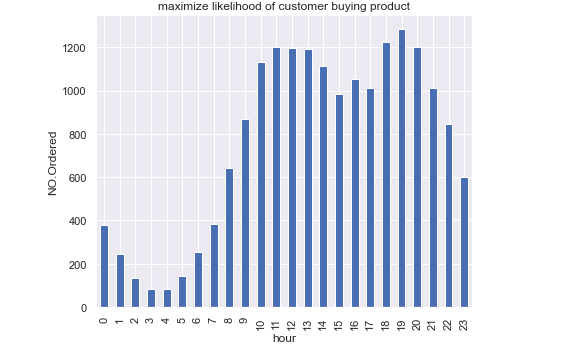 maximize likelihood of customer buying product
1200
1000
800
600
400
200
0
NO.Ordered
0 1 2 3 4 5 6 7 8 9 10 11 12 13 14 15 16 17 18 19 20 21 22 23
hour